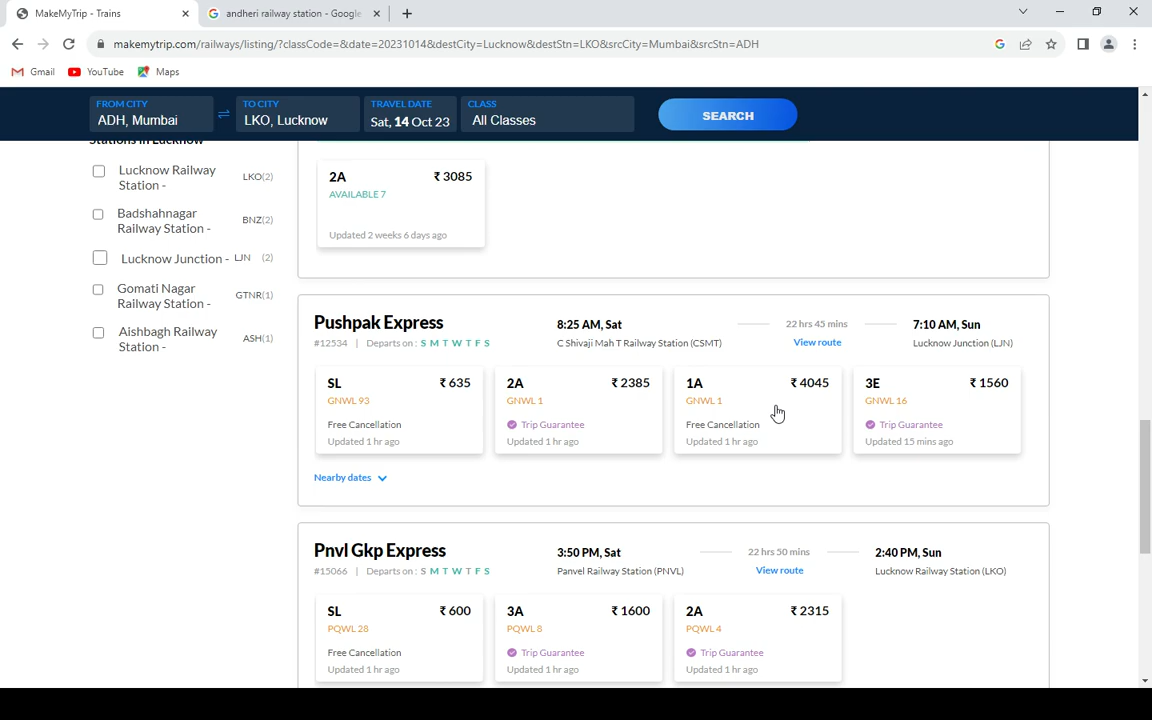 MakeMyTrip - Trains
andheri railway station - Google
makemytrip.com/railways/listing/?classCode=&date=20231014&destCity=Lucknow&destStn=LKO&srcCity=Mumbai&srcStn=ADH
Gmail YouTube Maps
FROM CITY TO CITY TRAVEL DATE CLASS
ADH, Mumbai LKO, Lucknow Sat, 14 Oct 23 All Classes SEARCH
Stations in Lucknow
Lucknow Railway
Station - LKO(2)
Badshahnagar
Railway Station - BNZ(2)
Lucknow Junction - LJN (2)
Gomati Nagar
Railway Station - GTNR(1)
Aishbagh Railway
Station - ASH(1)
2A ₹ 3085
AVAILABLE 7
Updated 2 weeks 6 days ago
Pushpak Express 8:25 AM, Sat 22 hrs 45 mins 7:10 AM, Sun
#12534 | Departs on : S M T W T F S C Shivaji Mah T Railway Station (CSMT) View route Lucknow Junction (LJN)
SL ₹ 635 2A ₹ 2385 1A ₹ 4045 3E ₹ 1560
GNWL 93 GNWL 1 GNWL 1 GNWL 16
Free Cancellation Trip Guarantee Free Cancellation Trip Guarantee
Updated 1 hr ago Updated 1 hr ago Updated 1 hr ago Updated 15 mins ago
Nearby dates
Pnvl Gkp Express 3:50 PM, Sat 22 hrs 50 mins 2:40 PM, Sun
#15066 | Departs on : S M T W T F S Panvel Railway Station (PNVL) View route Lucknow Railway Station (LKO)
SL ₹ 600 3A ₹ 1600 2A ₹ 2315
PQWL 28 PQWL 8 PQWL 4
Free Cancellation Trip Guarantee Trip Guarantee
Updated 1 hr ago Updated 1 hr ago Updated 1 hr ago